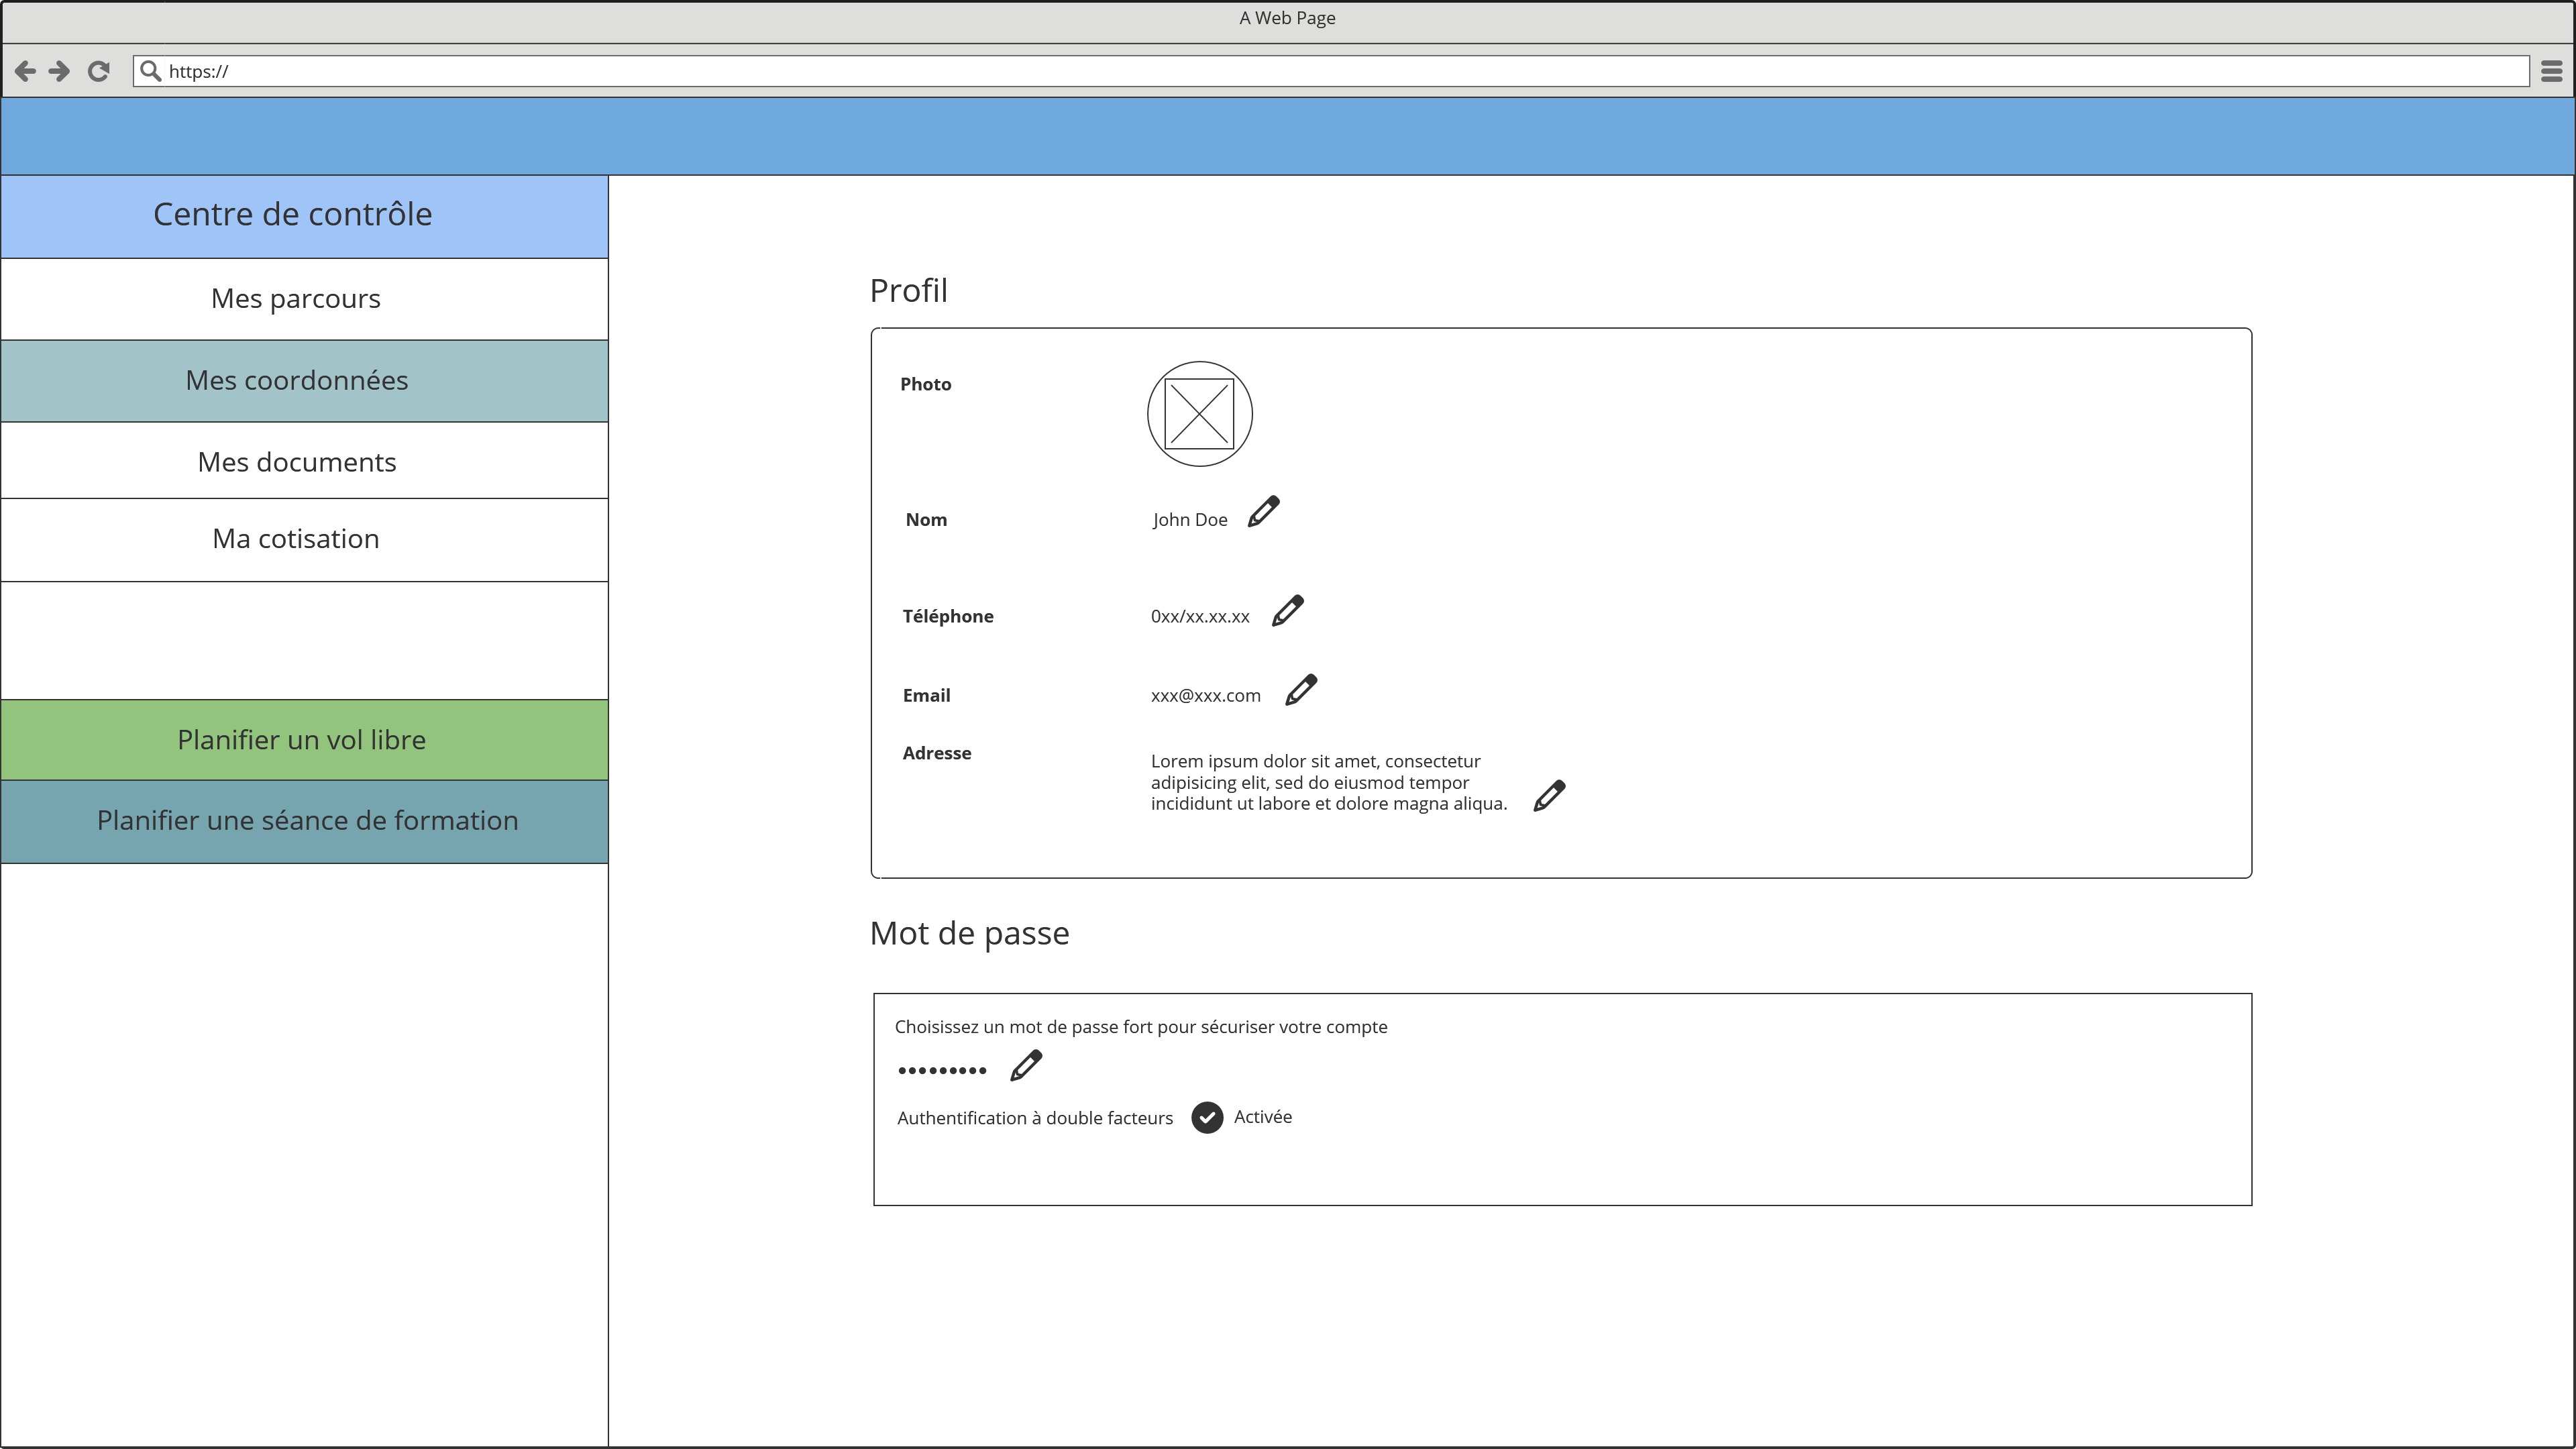 A Web Page
https://
Centre de contrôle
Mes parcours
Mes coordonnées
Mes documents
Ma cotisation
Planifier un vol libre
Planifier une séance de formation
Profil
Photo
Nom
John Doe
Téléphone
0xx/xx.xx.xx
Email
xxx@xxx.com
Adresse
Lorem ipsum dolor sit amet, consectetur
adipisicing elit, sed do eiusmod tempor
incididunt ut labore et dolore magna aliqua.
Mot de passe
Choisissez un mot de passe fort pour sécuriser votre compte
•••••••••
Authentification à double facteurs
Activée